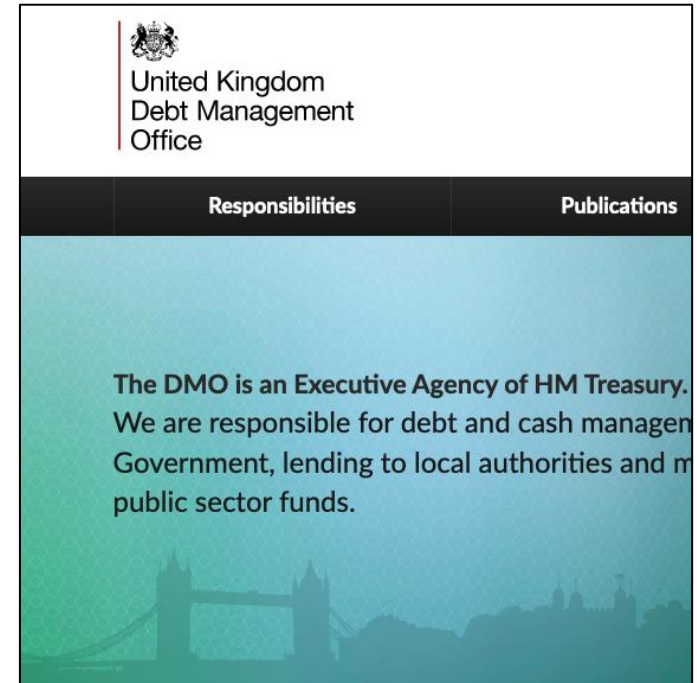 United Kingdom
Debt Management
Office
Responsibilities
Publications
The DMO is an Executive Agency of HM Treasury.
We are responsible for debt and cash managem
Government, lending to local authorities and m
public sector funds.